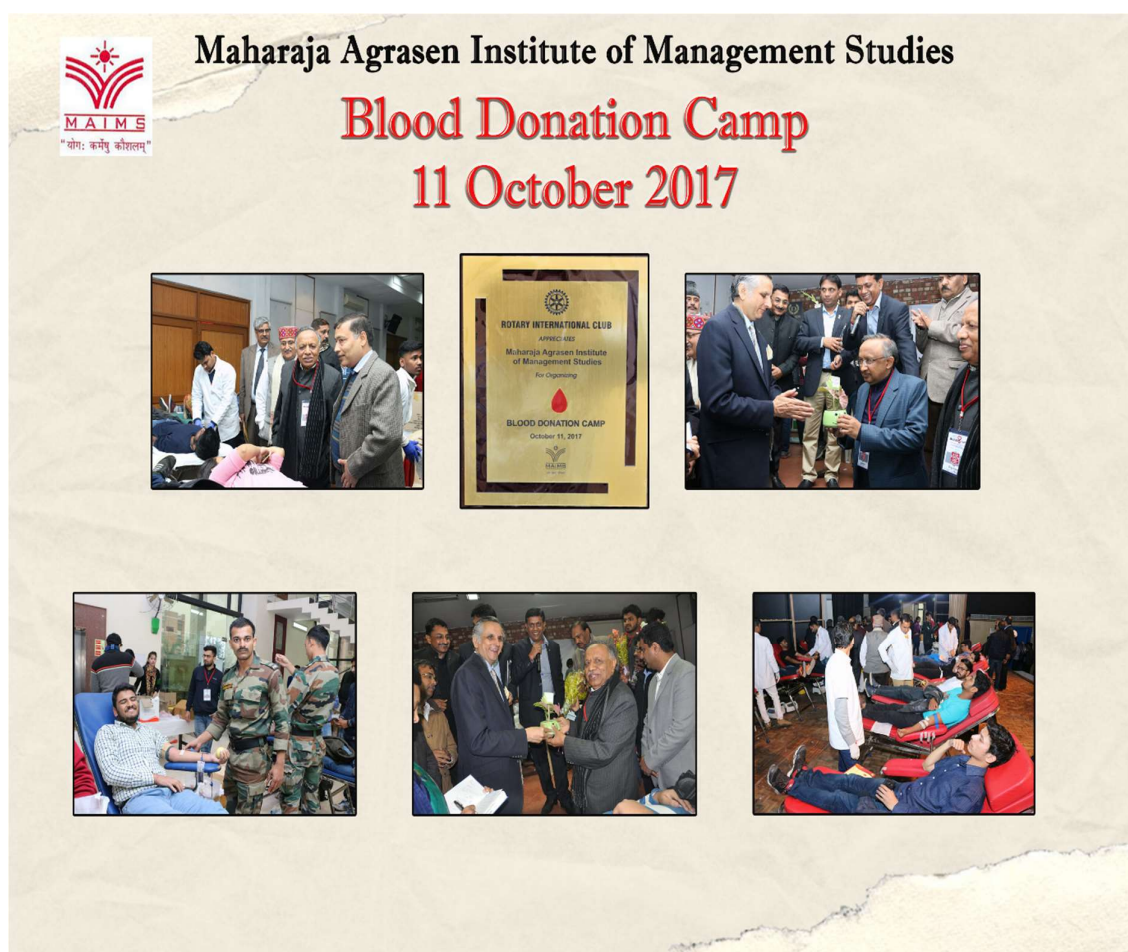 Maharaja Agrasen Institute of Management Studies
Blood Donation Camp
11 October 2017
MAIMS
"योगः कर्मेषु कौशलम्"
ROTARY INTERNATIONAL CLUB
APPRECIATES
Maharaja Agrasen Institute
of Management Studies
For Organising
BLOOD DONATION CAMP
October 11, 2017
MAIMS